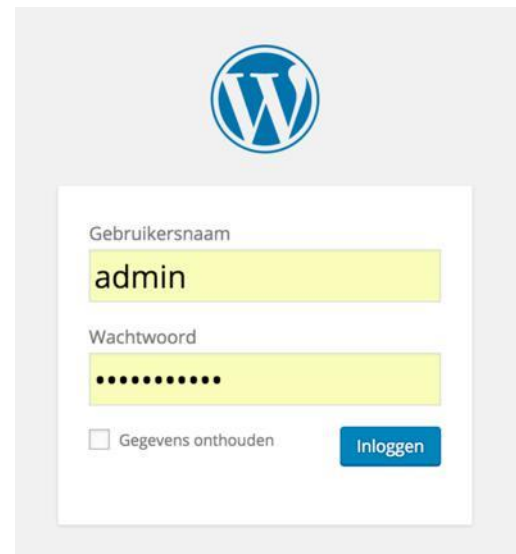 Gebruikersnaam
admin
Wachtwoord
•••••••••••
Gegevens onthouden
Inloggen